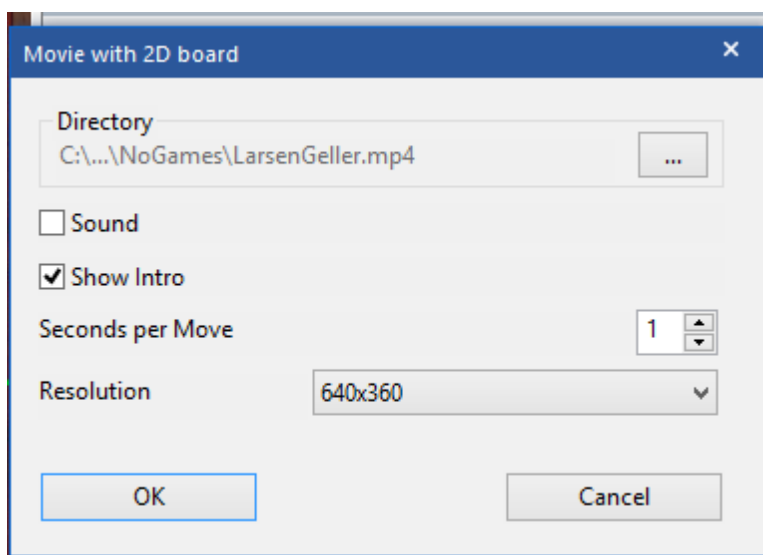 Movie with 2D board
Directory
C:\...\NoGames\LarsenGeller.mp4
...
Sound
Show Intro
Seconds per Move 1
Resolution 640x360
OK Cancel